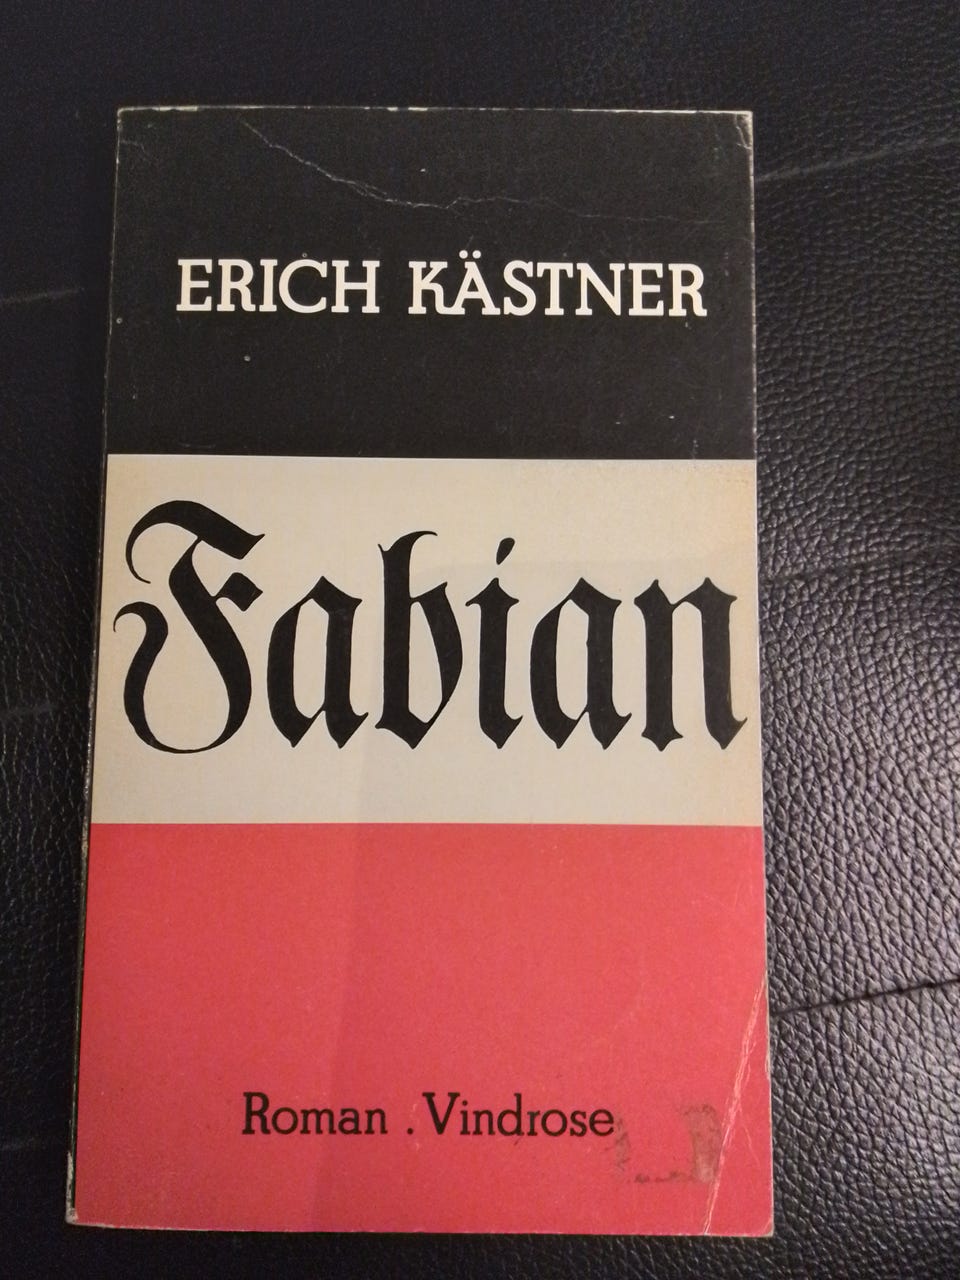 ERICH KÄSTNER
Fabian
Roman . Vindrose